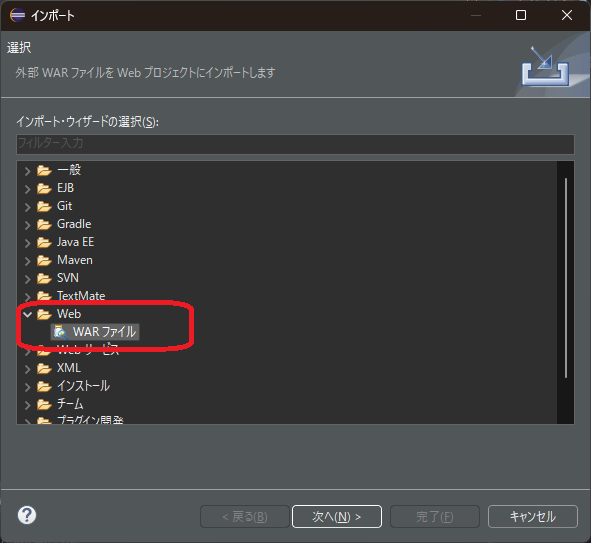 インポート
選択
外部 WAR ファイルを Web プロジェクトにインポートします
インポート・ウィザードの選択(S):
フィルター入力
一般
EJB
Git
Gradle
Java EE
Maven
SVN
TextMate
Web
WAR ファイル
Web サービス
XML
インストール
チーム
プラグイン開発
?
< 戻る(B)
次へ(N) >
完了(F)
キャンセル